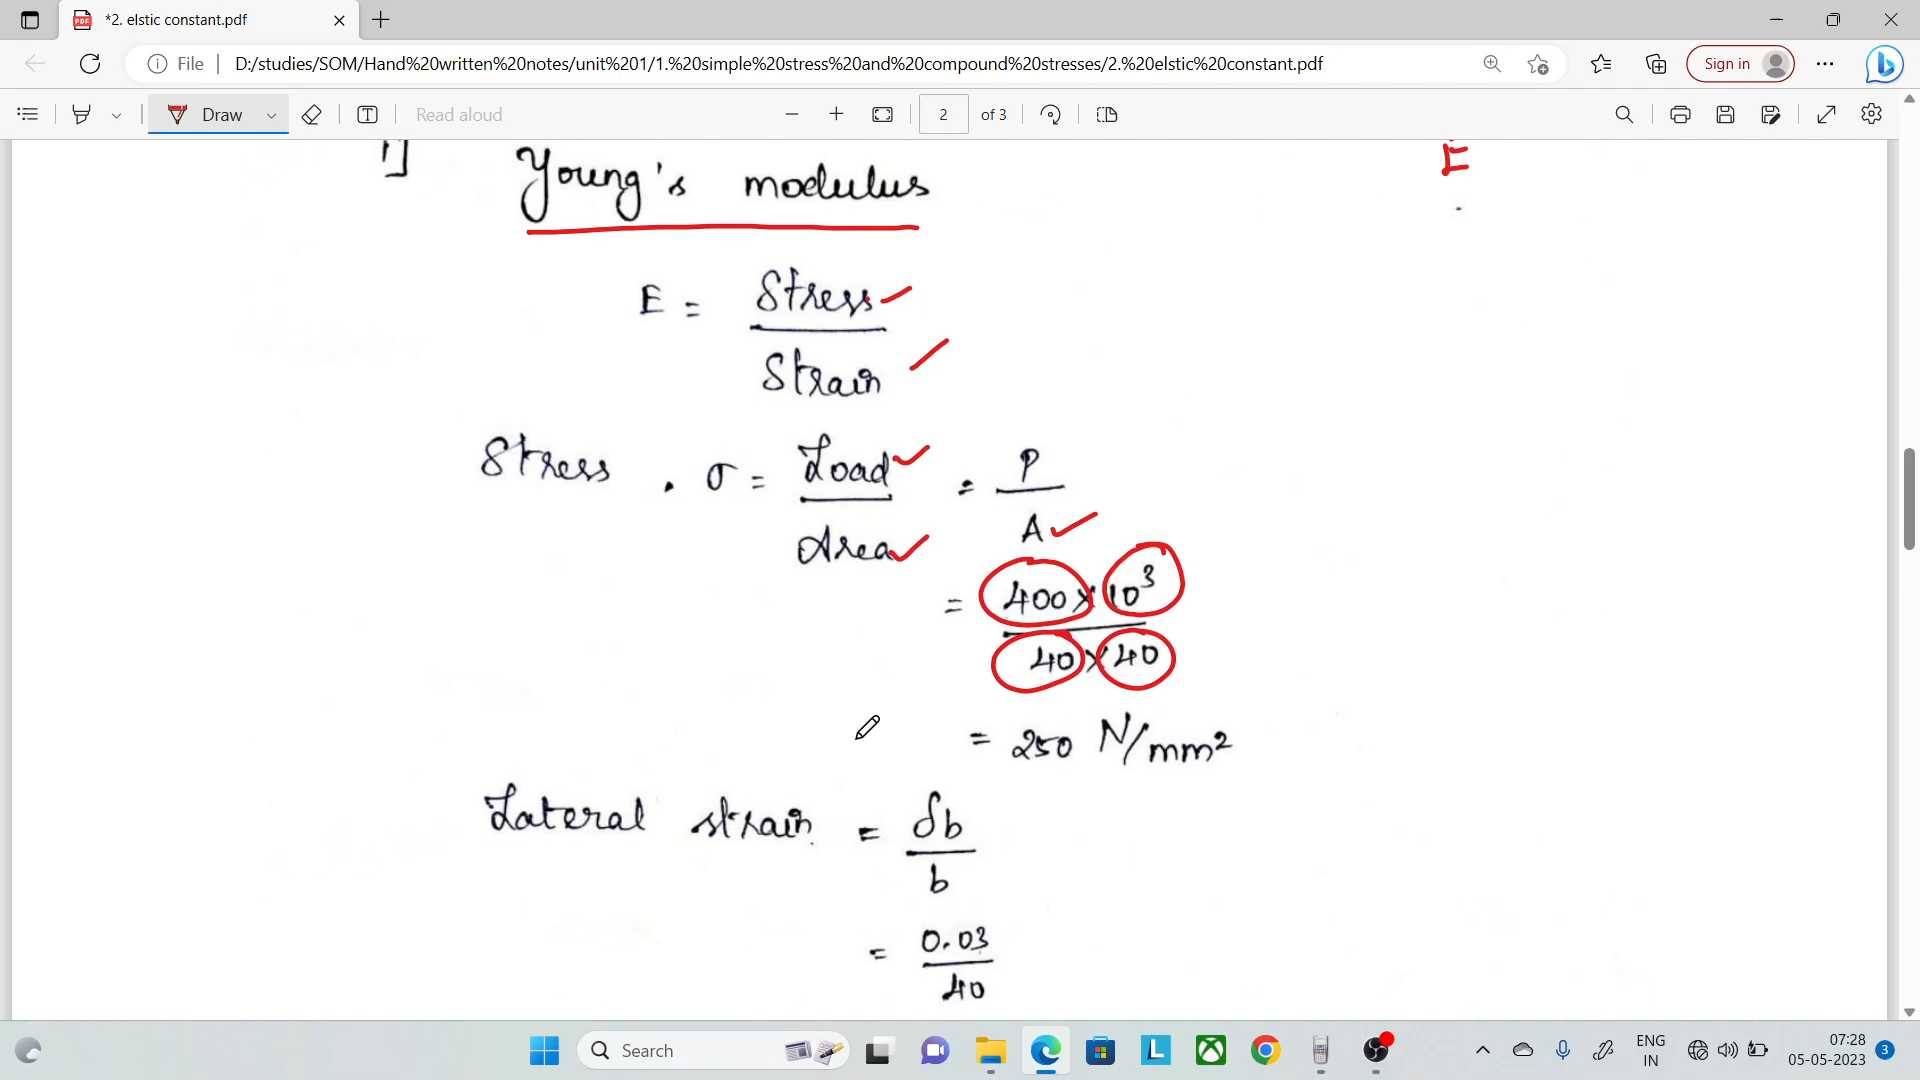 *2. elstic constant.pdf
File D:/studies/SOM/Hand%20written%20notes/unit%201/1.%20simple%20stress%20and%20compound%20stresses/2.%20elstic%20constant.pdf
Sign in
Draw
Read aloud
2 of 3
1] Young's modulus
E
E = Stress
Strain
Stress . σ = Load = P
Area A
= 400 × 10³
40 × 40
= 250 N/mm²
Lateral strain = δb
b
= 0.03
40
Search
ENG
IN
07:28
05-05-2023
3